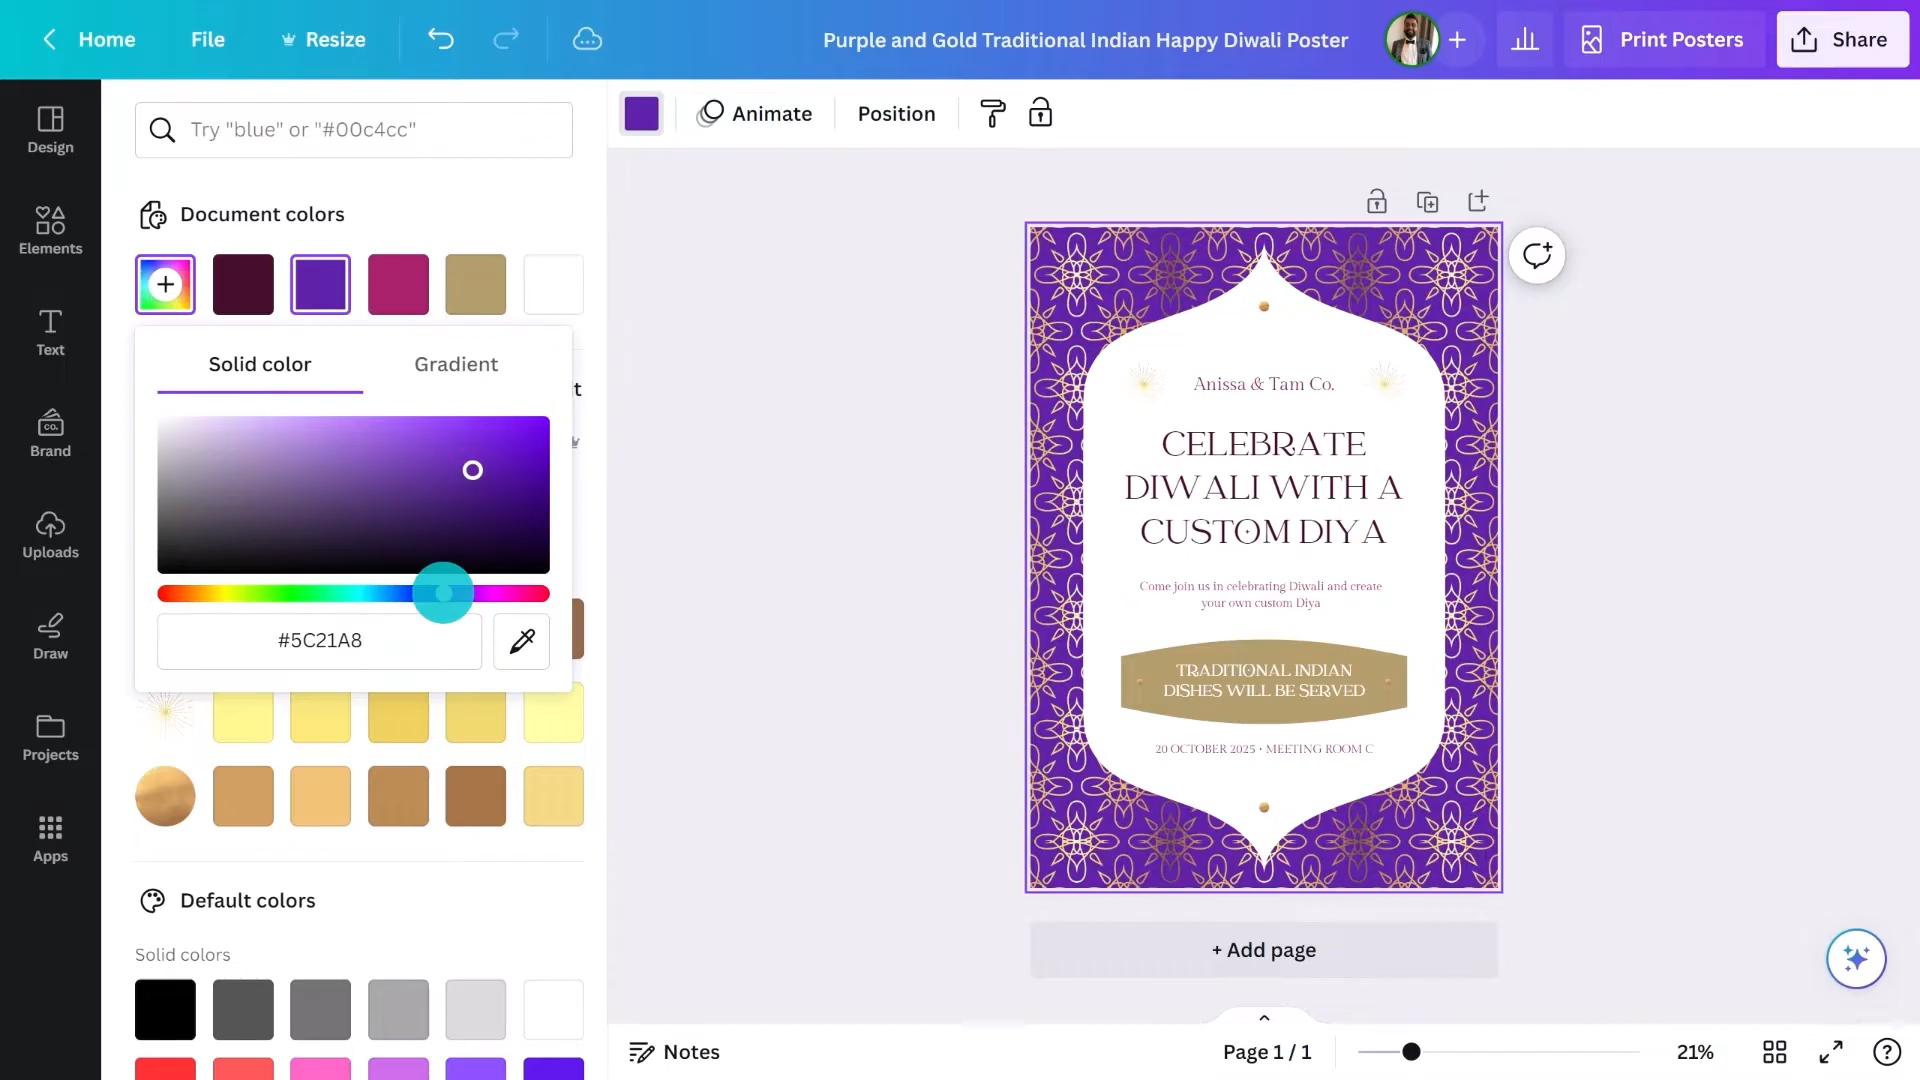 Home
File
Resize
Purple and Gold Traditional Indian Happy Diwali Poster
Print Posters
Share
Design
Elements
Text
Brand
CO.
Uploads
Draw
Projects
Apps
Try "blue" or "#00c4cc"
Document colors
Solid color
Gradient
#5C21A8
Default colors
Solid colors
Animate
Position
Anissa & Tam Co.
CELEBRATE
DIWALI WITH A
CUSTOM DIYA
Come join us in celebrating Diwali and create
your own custom Diya
TRADITIONAL INDIAN
DISHES WILL BE SERVED
20 OCTOBER 2025 • MEETING ROOM C
+ Add page
Notes
Page 1 / 1
21%